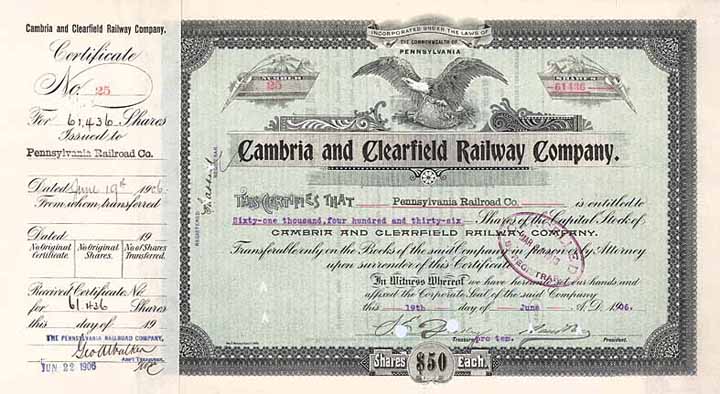 Cambria and Clearfield Railway Company.
Certificate
No. 25
For 61,436 Shares
Issued to
Pennsylvania Railroad Co.
Dated June 19th 1906.
From whom transferred
Dated 19
No Original Certificate. No Original Shares. No of Shares Transferred.
Received Certificate No
for 61,436 Shares
this day of 19
THE PENNSYLVANIA RAILROAD COMPANY,
JUN 22 1906
INCORPORATED UNDER THE LAWS OF
THE COMMONWEALTH OF
PENNSYLVANIA
NUMBER
25
SHARES
61436
Cambria and Clearfield Railway Company.
REGISTERED
REGISTRAR
THIS CERTIFIES THAT Pennsylvania Railroad Co. is entitled to
Sixty-one thousand, four hundred and thirty-six Shares of the Capital Stock of
CAMBRIA AND CLEARFIELD RAILWAY COMPANY.
Transferable only on the Books of the said Company in person or by Attorney
upon surrender of this Certificate
In Witness Whereof we have hereunto set our hands and
affixed the Corporate Seal of the said Company
this 19th day of June A.D. 1906.
Treasurer pro tem.
Shares $50 Each.